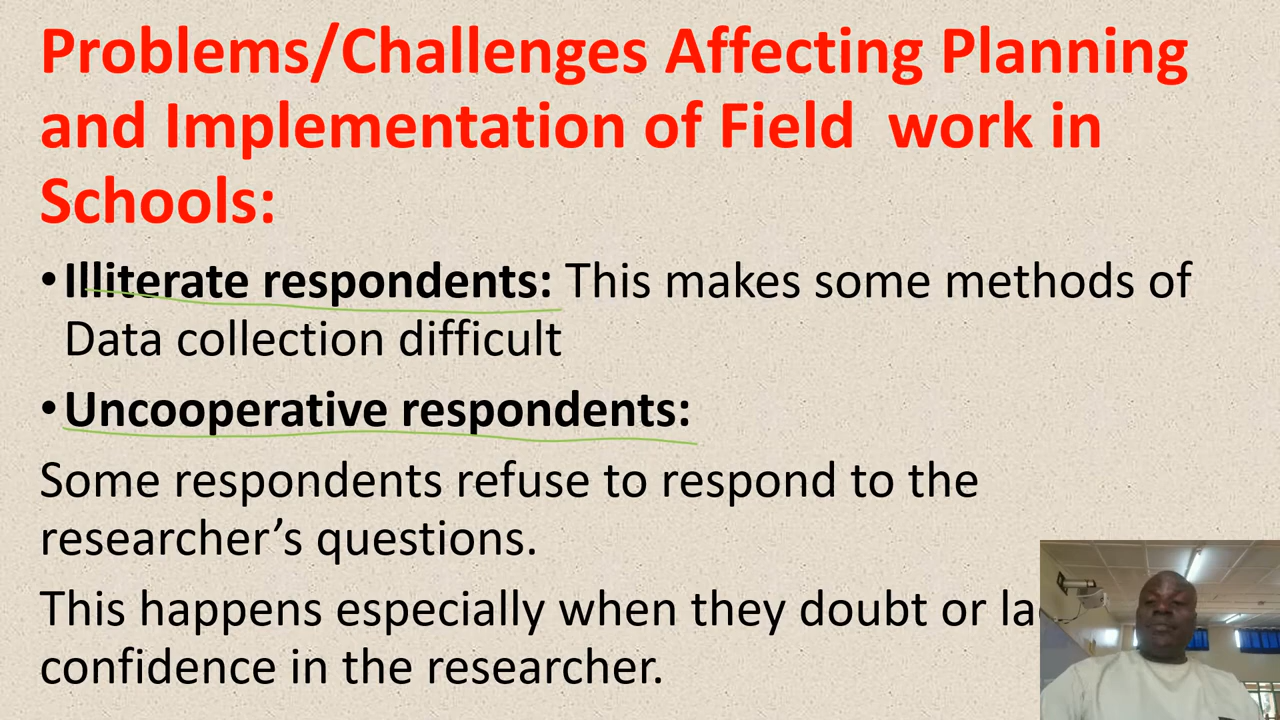 Problems/Challenges Affecting Planning
and Implementation of Field work in
Schools:
•Illiterate respondents: This makes some methods of
Data collection difficult
•Uncooperative respondents:
Some respondents refuse to respond to the
researcher’s questions.
This happens especially when they doubt or
confidence in the researcher.